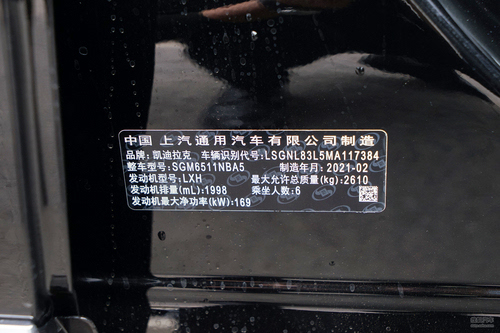 中国 上汽通用汽车有限公司制造
品牌: 凯迪拉克 车辆识别代号: LSGNL83L5MA117384
整车型号: SGM6511NBA5 制造年月: 2021-02
发动机型号: LXH 最大允许总质量(kg): 2610
发动机排量(mL): 1998 乘坐人数: 6
发动机最大净功率(kW): 169